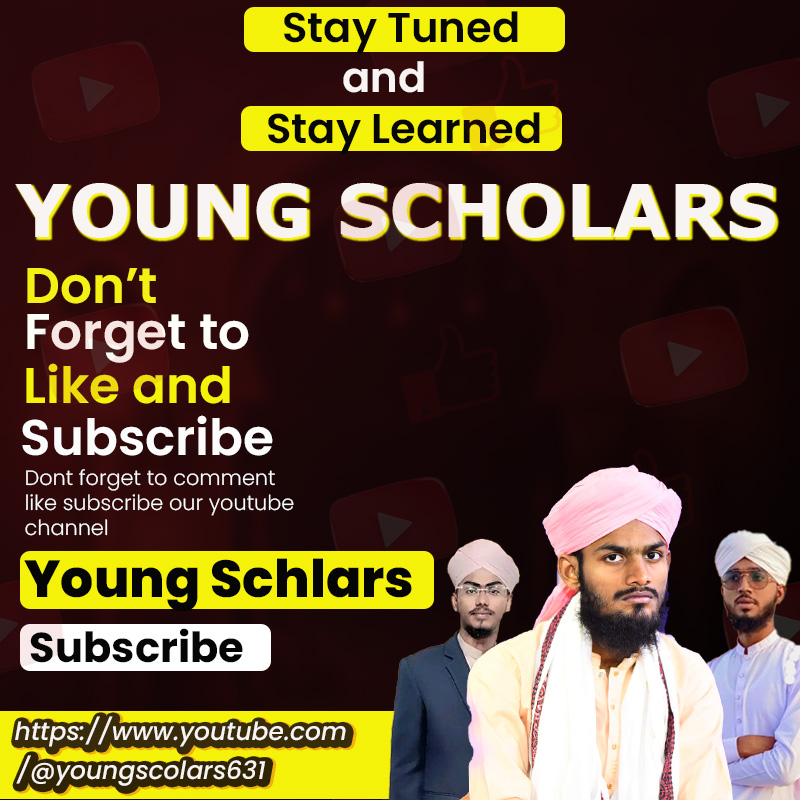 Stay Tuned
and
Stay Learned
YOUNG SCHOLARS
Don’t
Forget to
Like and
Subscribe
Dont forget to comment
like subscribe our youtube
channel
Young Schlars
Subscribe
https://www.youtube.com
/@youngscolars631